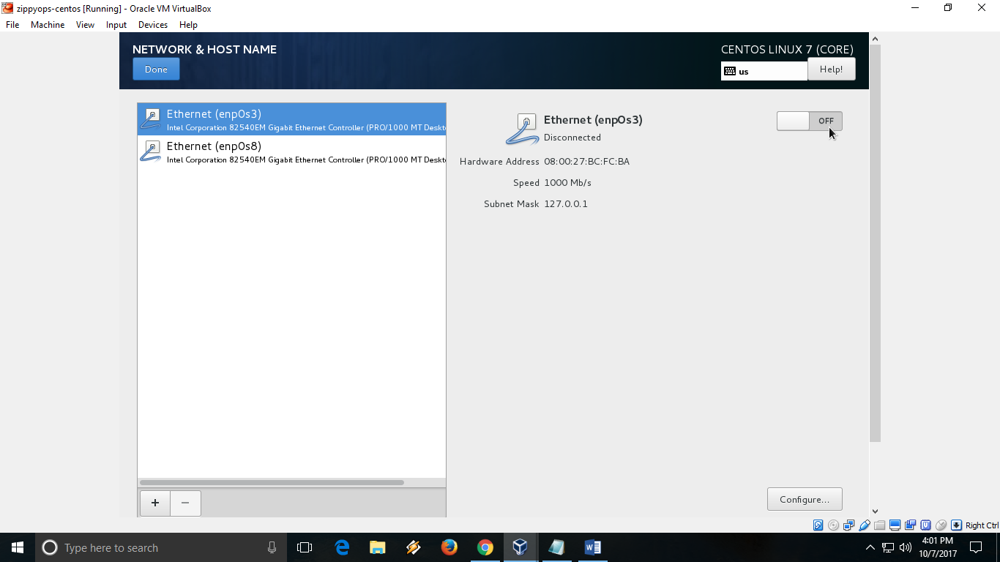 zippyops-centos [Running] - Oracle VM VirtualBox
File Machine View Input Devices Help
NETWORK & HOST NAME
CENTOS LINUX 7 (CORE)
Done
us
Help!
Ethernet (enp0s3)
Intel Corporation 82540EM Gigabit Ethernet Controller (PRO/1000 MT Deskt
Ethernet (enp0s8)
Intel Corporation 82540EM Gigabit Ethernet Controller (PRO/1000 MT Deskt
Ethernet (enp0s3)
Disconnected
OFF
Hardware Address 08:00:27:BC:FC:BA
Speed 1000 Mb/s
Subnet Mask 127.0.0.1
+ −
Configure...
Right Ctrl
Type here to search
4:01 PM
10/7/2017